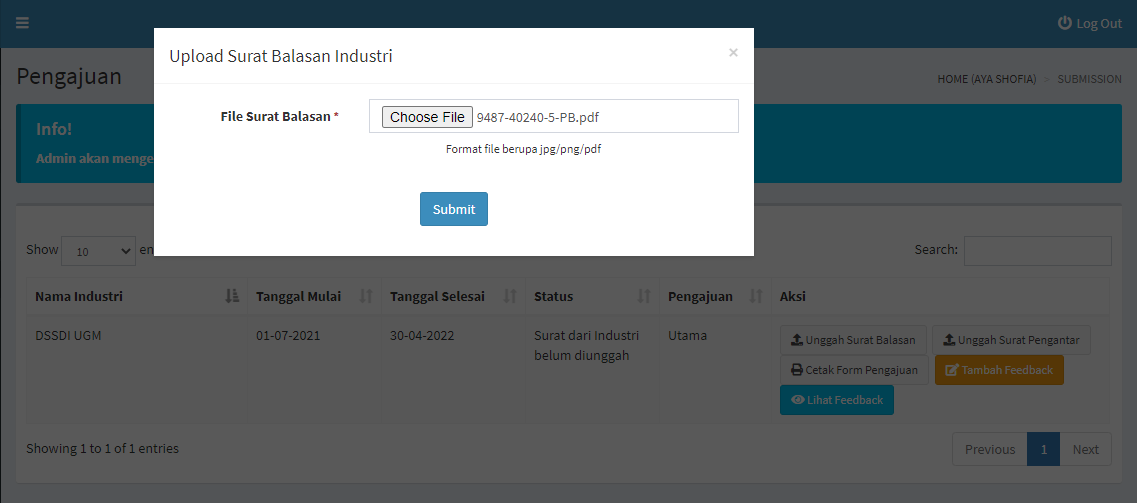 Log Out
Upload Surat Balasan Industri
×
Pengajuan
HOME (AYA SHOFIA) > SUBMISSION
File Surat Balasan *
Choose File 9487-40240-5-PB.pdf
Format file berupa jpg/png/pdf
Info!
Admin akan menge
Submit
Show 10 en
Search:
Nama Industri Tanggal Mulai Tanggal Selesai Status Pengajuan Aksi
DSSDI UGM 01-07-2021 30-04-2022 Surat dari Industri Utama
belum diunggah
Unggah Surat Balasan Unggah Surat Pengantar
Cetak Form Pengajuan Tambah Feedback
Lihat Feedback
Showing 1 to 1 of 1 entries
Previous 1 Next